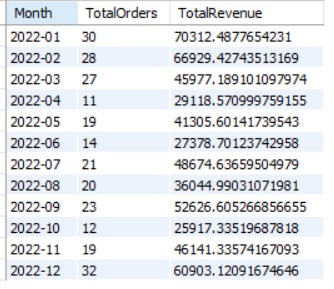 Month TotalOrders TotalRevenue
2022-01 30 70312.4877654231
2022-02 28 66929.42743513169
2022-03 27 45977.189101097974
2022-04 11 29118.570999759155
2022-05 19 41305.60141739543
2022-06 14 27378.70123742958
2022-07 21 48674.63659504979
2022-08 20 36044.99031071981
2022-09 23 52626.605266856655
2022-10 12 25917.33519687818
2022-11 19 46141.33574167093
2022-12 32 60903.12091674646